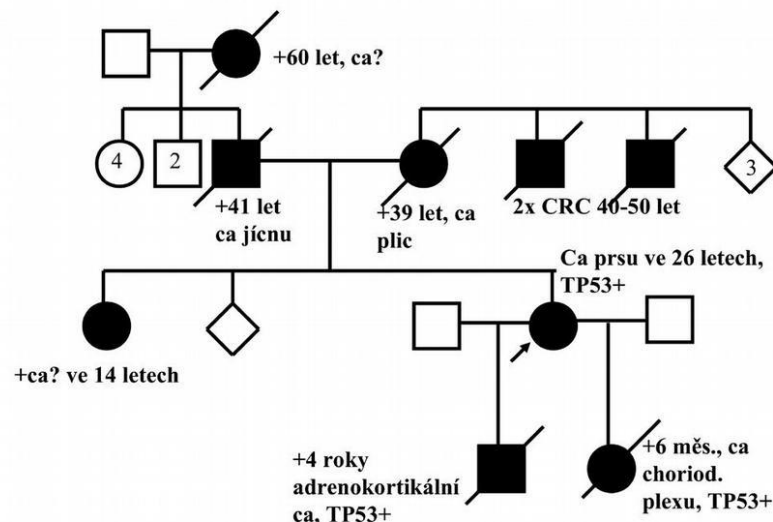 +60 let, ca?
4
2
3
+41 let
ca jícnu
+39 let, ca
plic
2x CRC 40-50 let
Ca prsu ve 26 letech,
TP53+
+ca? ve 14 letech
+4 roky
adrenokortikální
ca, TP53+
+6 měs., ca
choriod.
plexu, TP53+